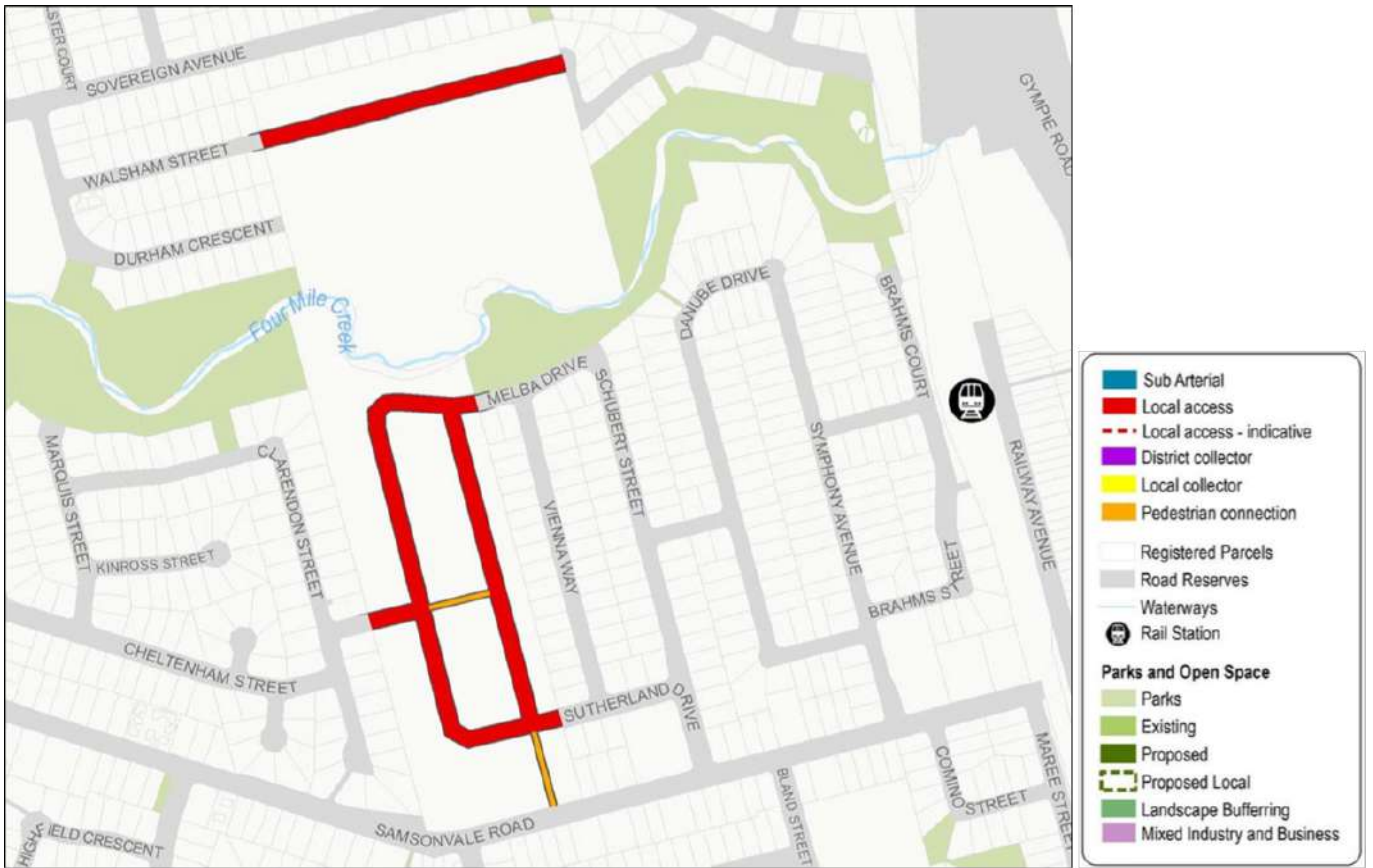 STER COURT
SOVEREIGN AVENUE
GYMPIE ROAD
WALSHAM STREET
DURHAM CRESCENT
Four Mile Creek
DANUBE DRIVE
BRAHMS COURT
MELBA DRIVE
SCHUBERT STREET
MARQUIS STREET
CLARENDON STREET
VIENNA WAY
SYMPHONY AVENUE
RAILWAY AVENUE
KINROSS STREET
BRAHMS STREET
CHELTENHAM STREET
SUTHERLAND DRIVE
SAMSONVALE ROAD
BLAND STREET
COMINO STREET
MAREE STREET
HIGHFIELD CRESCENT
Sub Arterial
Local access
Local access - indicative
District collector
Local collector
Pedestrian connection
Registered Parcels
Road Reserves
Waterways
Rail Station
Parks and Open Space
Parks
Existing
Proposed
Proposed Local
Landscape Bufferring
Mixed Industry and Business